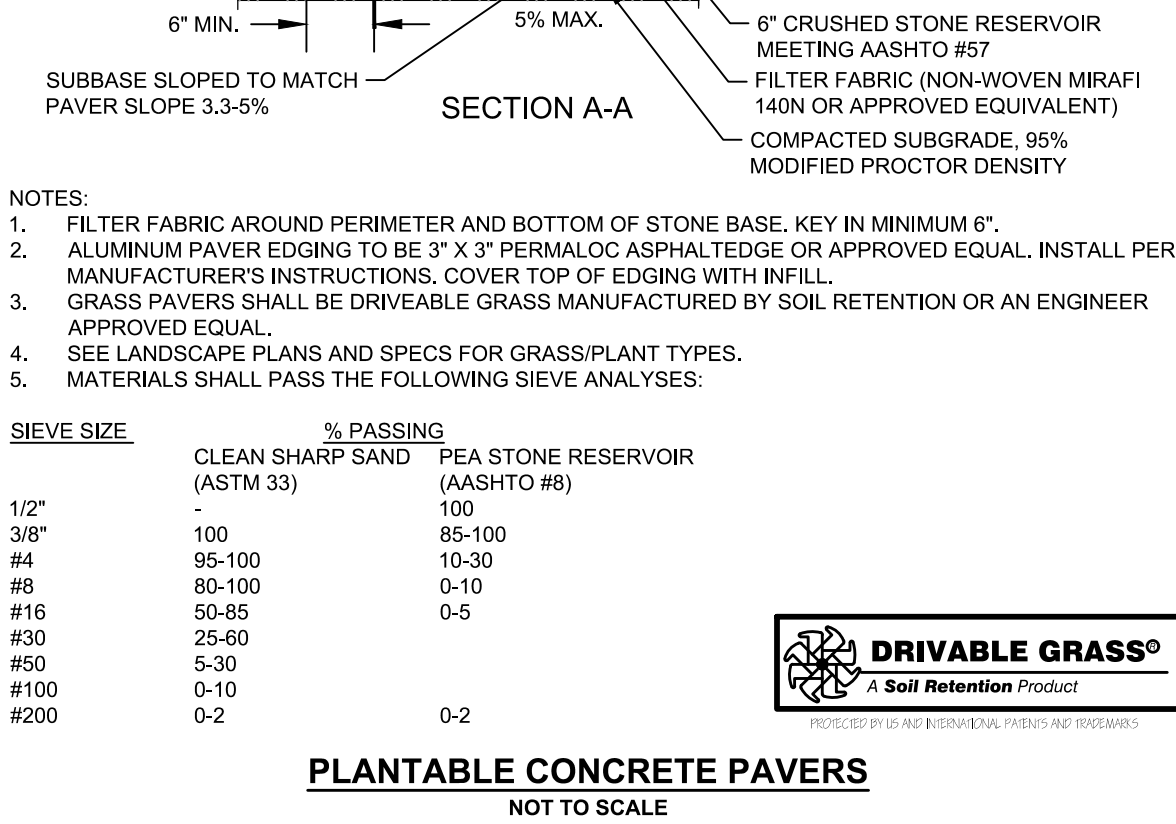 6" MIN.
5% MAX.
6" CRUSHED STONE RESERVOIR
MEETING AASHTO #57
SUBBASE SLOPED TO MATCH
PAVER SLOPE 3.3-5%
FILTER FABRIC (NON-WOVEN MIRAFI
140N OR APPROVED EQUIVALENT)
SECTION A-A
COMPACTED SUBGRADE, 95%
MODIFIED PROCTOR DENSITY
NOTES:
1. FILTER FABRIC AROUND PERIMETER AND BOTTOM OF STONE BASE. KEY IN MINIMUM 6".
2. ALUMINUM PAVER EDGING TO BE 3" X 3" PERMALOC ASPHALTEDGE OR APPROVED EQUAL. INSTALL PER
MANUFACTURER'S INSTRUCTIONS. COVER TOP OF EDGING WITH INFILL.
3. GRASS PAVERS SHALL BE DRIVEABLE GRASS MANUFACTURED BY SOIL RETENTION OR AN ENGINEER
APPROVED EQUAL.
4. SEE LANDSCAPE PLANS AND SPECS FOR GRASS/PLANT TYPES.
5. MATERIALS SHALL PASS THE FOLLOWING SIEVE ANALYSES:
SIEVE SIZE % PASSING
CLEAN SHARP SAND PEA STONE RESERVOIR
(ASTM 33) (AASHTO #8)
1/2" - 100
3/8" 100 85-100
#4 95-100 10-30
#8 80-100 0-10
#16 50-85 0-5
#30 25-60
#50 5-30
#100 0-10
#200 0-2 0-2
DRIVABLE GRASS®
A Soil Retention Product
PROTECTED BY US AND INTERNATIONAL PATENTS AND TRADEMARKS
PLANTABLE CONCRETE PAVERS
NOT TO SCALE